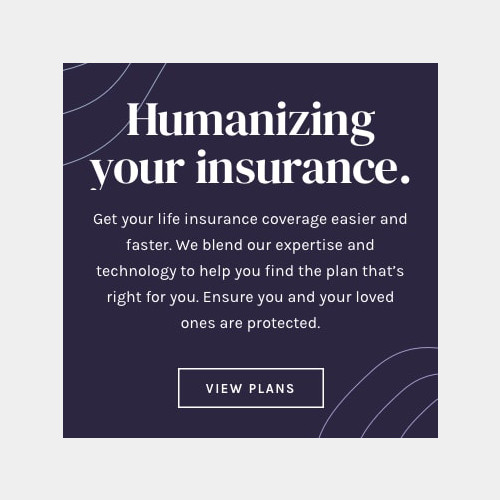 Humanizing
your insurance.
Get your life insurance coverage easier and
faster. We blend our expertise and
technology to help you find the plan that’s
right for you. Ensure you and your loved
ones are protected.
VIEW PLANS